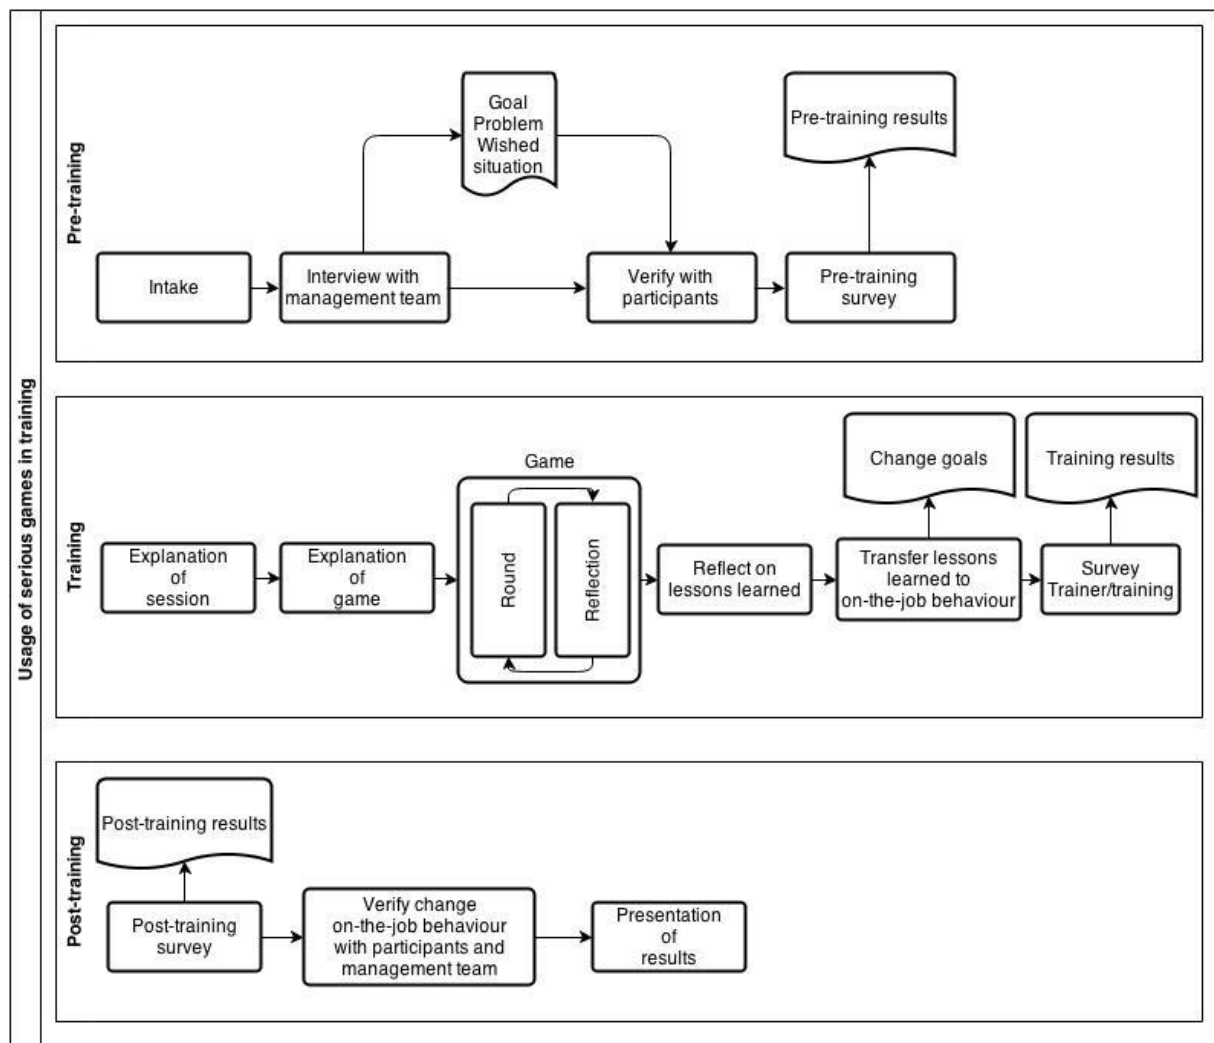 Usage of serious games in training
Pre-training
Goal
Problem
Wished
situation
Pre-training results
Intake
Interview with
management team
Verify with
participants
Pre-training
survey
Training
Game
Change goals
Training results
Explanation
of
session
Explanation
of
game
Round
Reflection
Reflect on
lessons learned
Transfer lessons
learned to
on-the-job behaviour
Survey
Trainer/training
Post-training
Post-training results
Post-training
survey
Verify change
on-the-job behaviour
with participants and
management team
Presentation
of
results